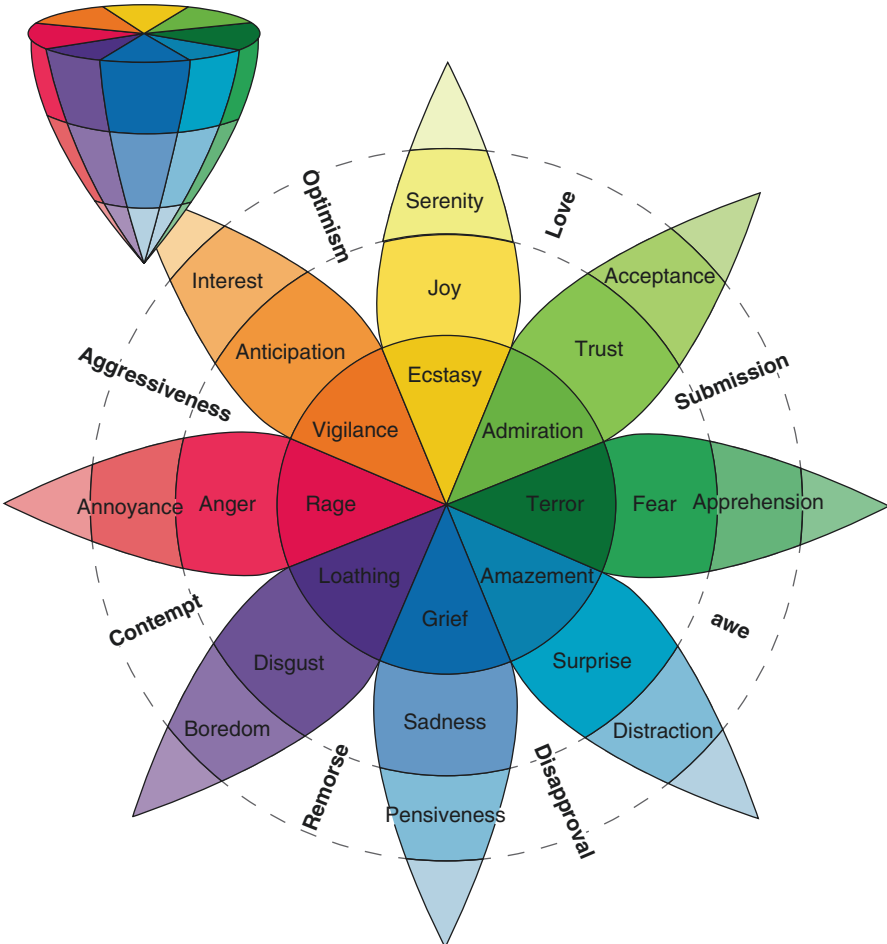 Optimism
Serenity
Love
Interest
Joy
Acceptance
Anticipation
Trust
Aggressiveness
Ecstasy
Submission
Vigilance
Admiration
Annoyance
Anger
Rage
Terror
Fear
Apprehension
Loathing
Amazement
Contempt
Grief
awe
Disgust
Surprise
Boredom
Sadness
Distraction
Remorse
Disapproval
Pensiveness